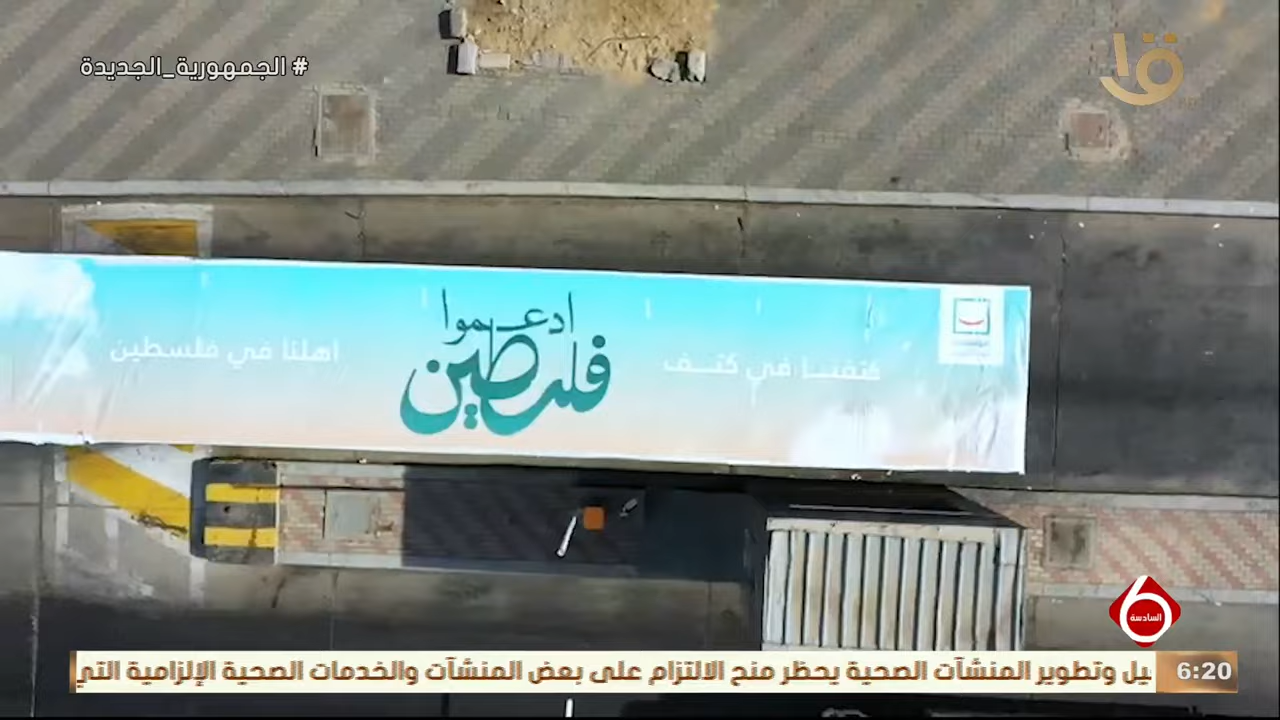 # الجمهورية_الجديدة
كتفنا في كتف
ادعموا
فلسطين
اهلنا في فلسطين
السادسة
6:20
يل وتطوير المنشآت الصحية يحظر منح الالتزام على بعض المنشآت والخدمات الصحية الإلزامية التي